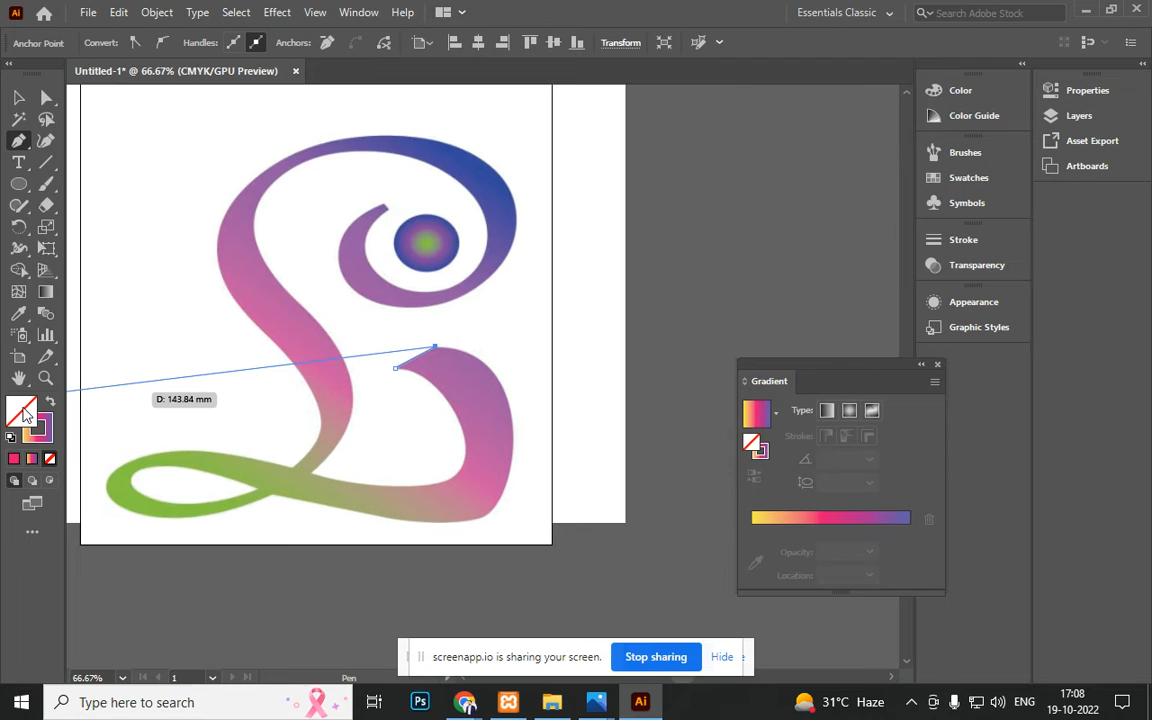 Ai
File Edit Object Type Select Effect View Window Help
Essentials Classic
Search Adobe Stock
Anchor Point Convert: Handles: Anchors: Transform
Untitled-1* @ 66.67% (CMYK/GPU Preview)
Color
Color Guide
Brushes
Swatches
Symbols
Stroke
Transparency
Appearance
Graphic Styles
Properties
Layers
Asset Export
Artboards
D: 143.84 mm
Gradient
Type:
Stroke:
Opacity:
Location:
screenapp.io is sharing your screen. Stop sharing Hide
66.67% 1 Pen
Type here to search
Ps
Ai
31°C Haze
ENG
17:08
19-10-2022